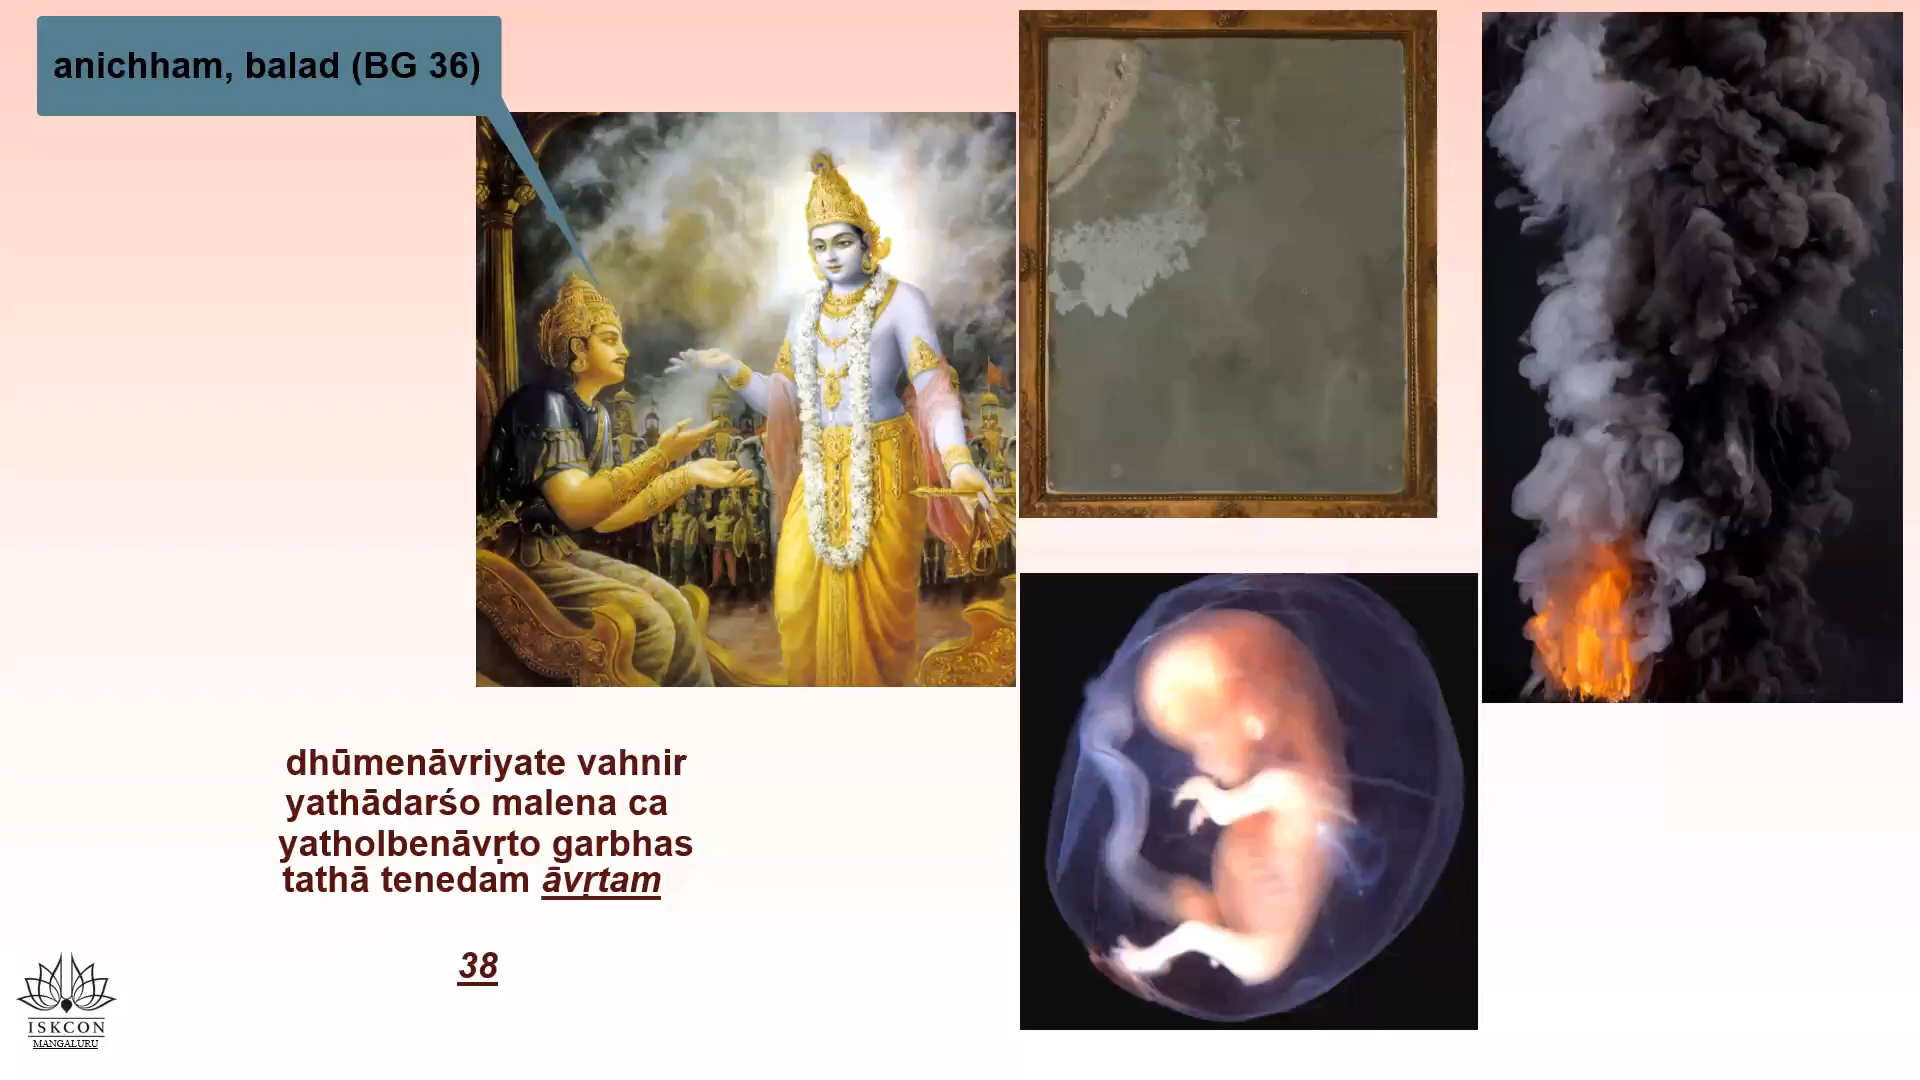 anichham, balad (BG 36)
dhūmenāvriyate vahnir
yathādarśo malena ca
yatholbenāvṛto garbhas
tathā tenedam āvṛtam
38
ISKCON
MANGALURU